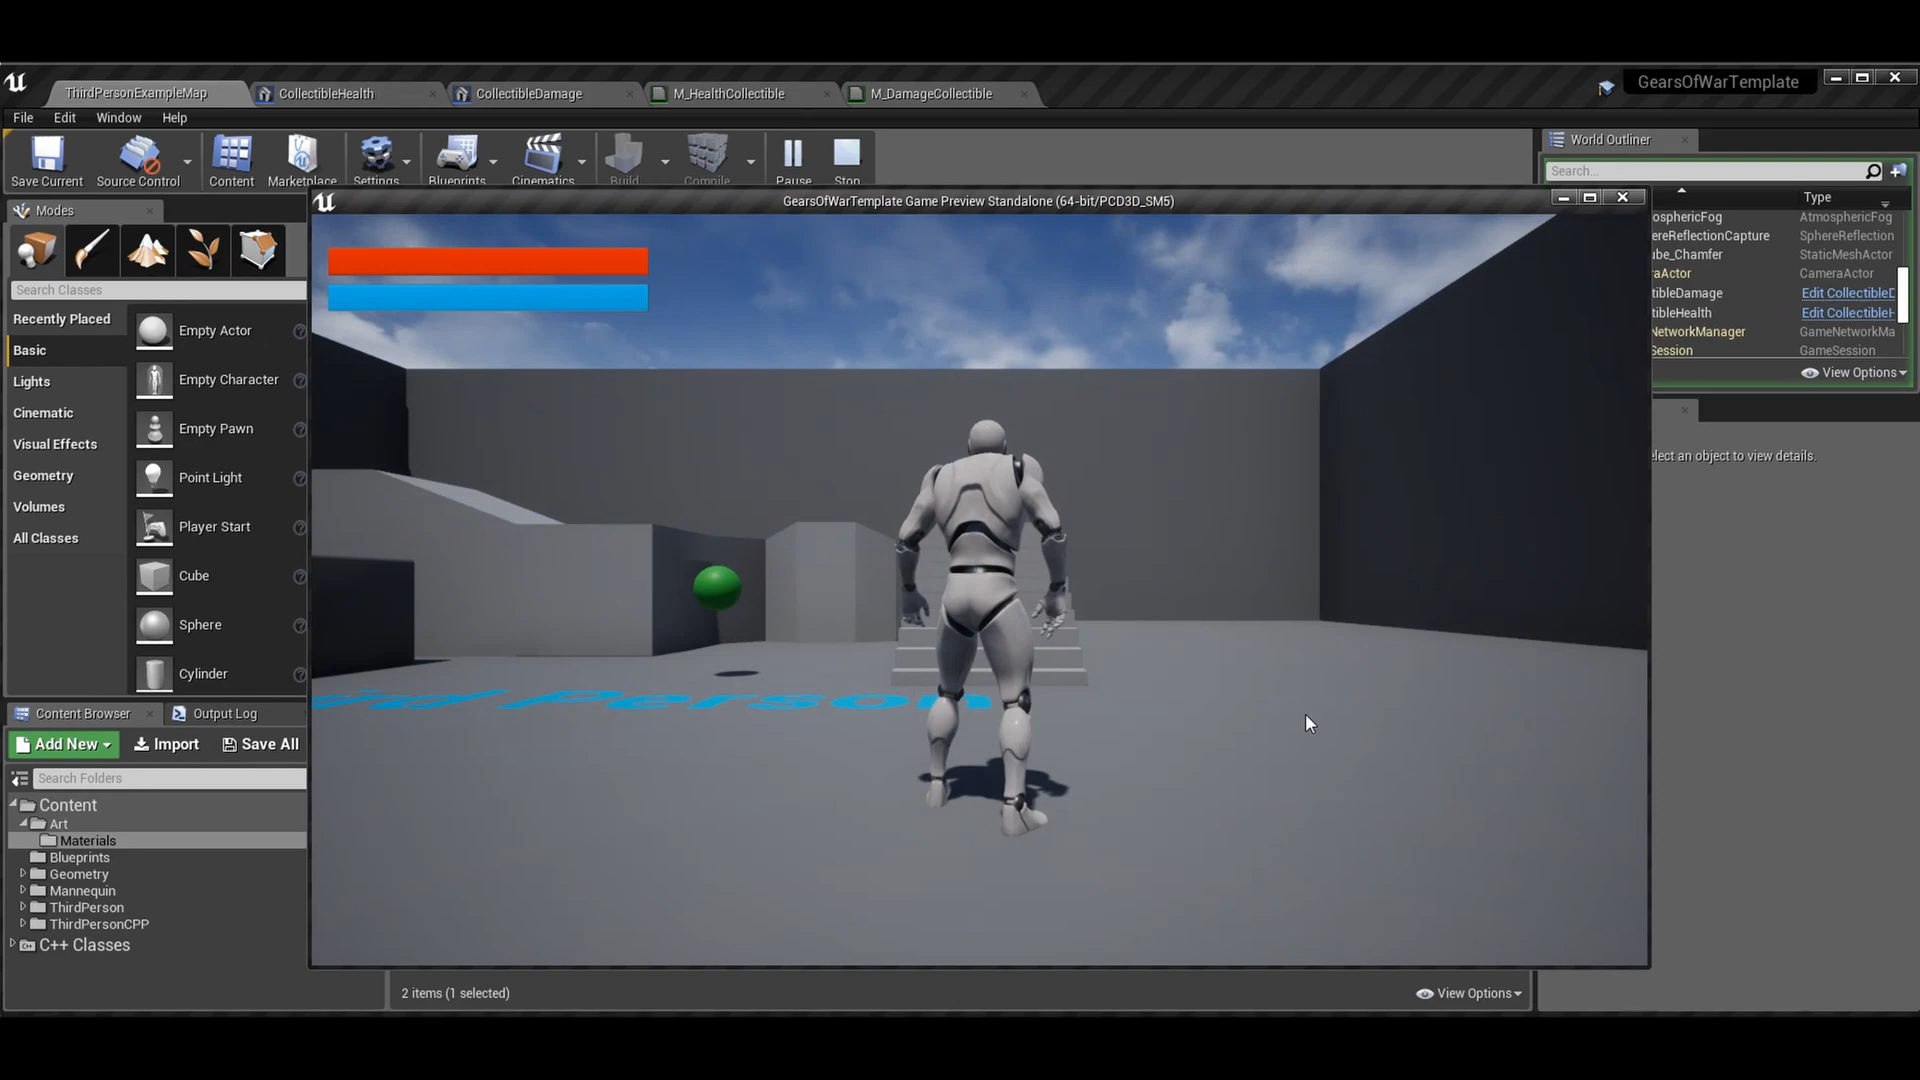 ThirdPersonExampleMap
CollectibleHealth
CollectibleDamage
M_HealthCollectible
M_DamageCollectible
GearsOfWarTemplate
File Edit Window Help
Save Current
Source Control
Content
Marketplace
Settings
Blueprints
Cinematics
Build
Compile
Pause
Stop
World Outliner
Search...
Type
Modes
GearsOfWarTemplate Game Preview Standalone (64-bit/PCD3D_SM5)
osphericFog AtmosphericFog
ereReflectionCapture SphereReflection
ube_Chamfer StaticMeshActor
aActor CameraActor
tibleDamage Edit CollectibleD
tibleHealth Edit CollectibleH
NetworkManager GameNetworkMa
Session GameSession
View Options
Search Classes
Recently Placed
Basic
Lights
Cinematic
Visual Effects
Geometry
Volumes
All Classes
Empty Actor
Empty Character
Empty Pawn
Point Light
Player Start
Cube
Sphere
Cylinder
elect an object to view details.
Person
Content Browser
Output Log
Add New Import Save All
Search Folders
Content
Art
Materials
Blueprints
Geometry
Mannequin
ThirdPerson
ThirdPersonCPP
C++ Classes
2 items (1 selected)
View Options